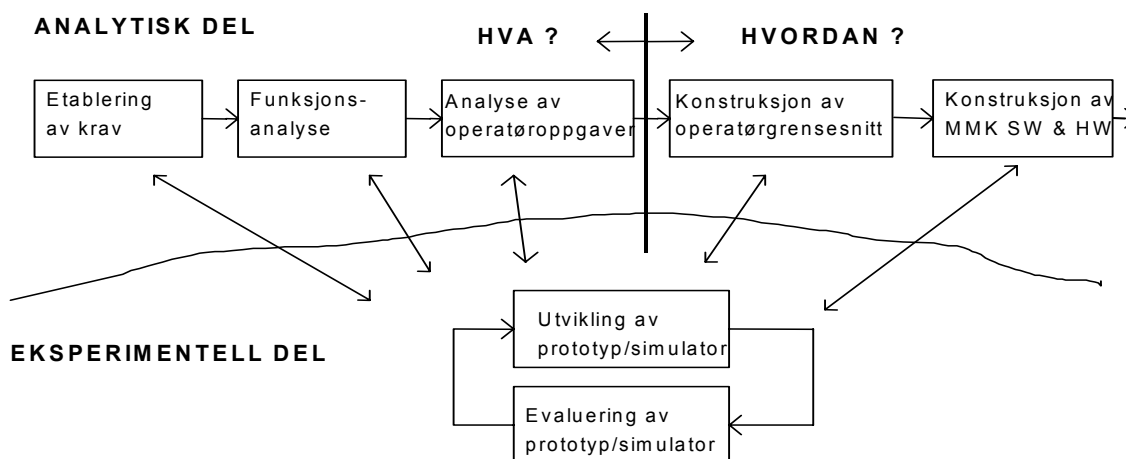 ANALYTISK DEL
HVA ?
HVORDAN ?
Etablering
av krav
Funksjons-
analyse
Analyse av
operatøroppgaver
Konstruksjon av
operatørgrensesnitt
Konstruksjon av
MMK SW & HW
EKSPERIMENTELL DEL
Utvikling av
prototyp/simulator
Evaluering av
prototyp/simulator